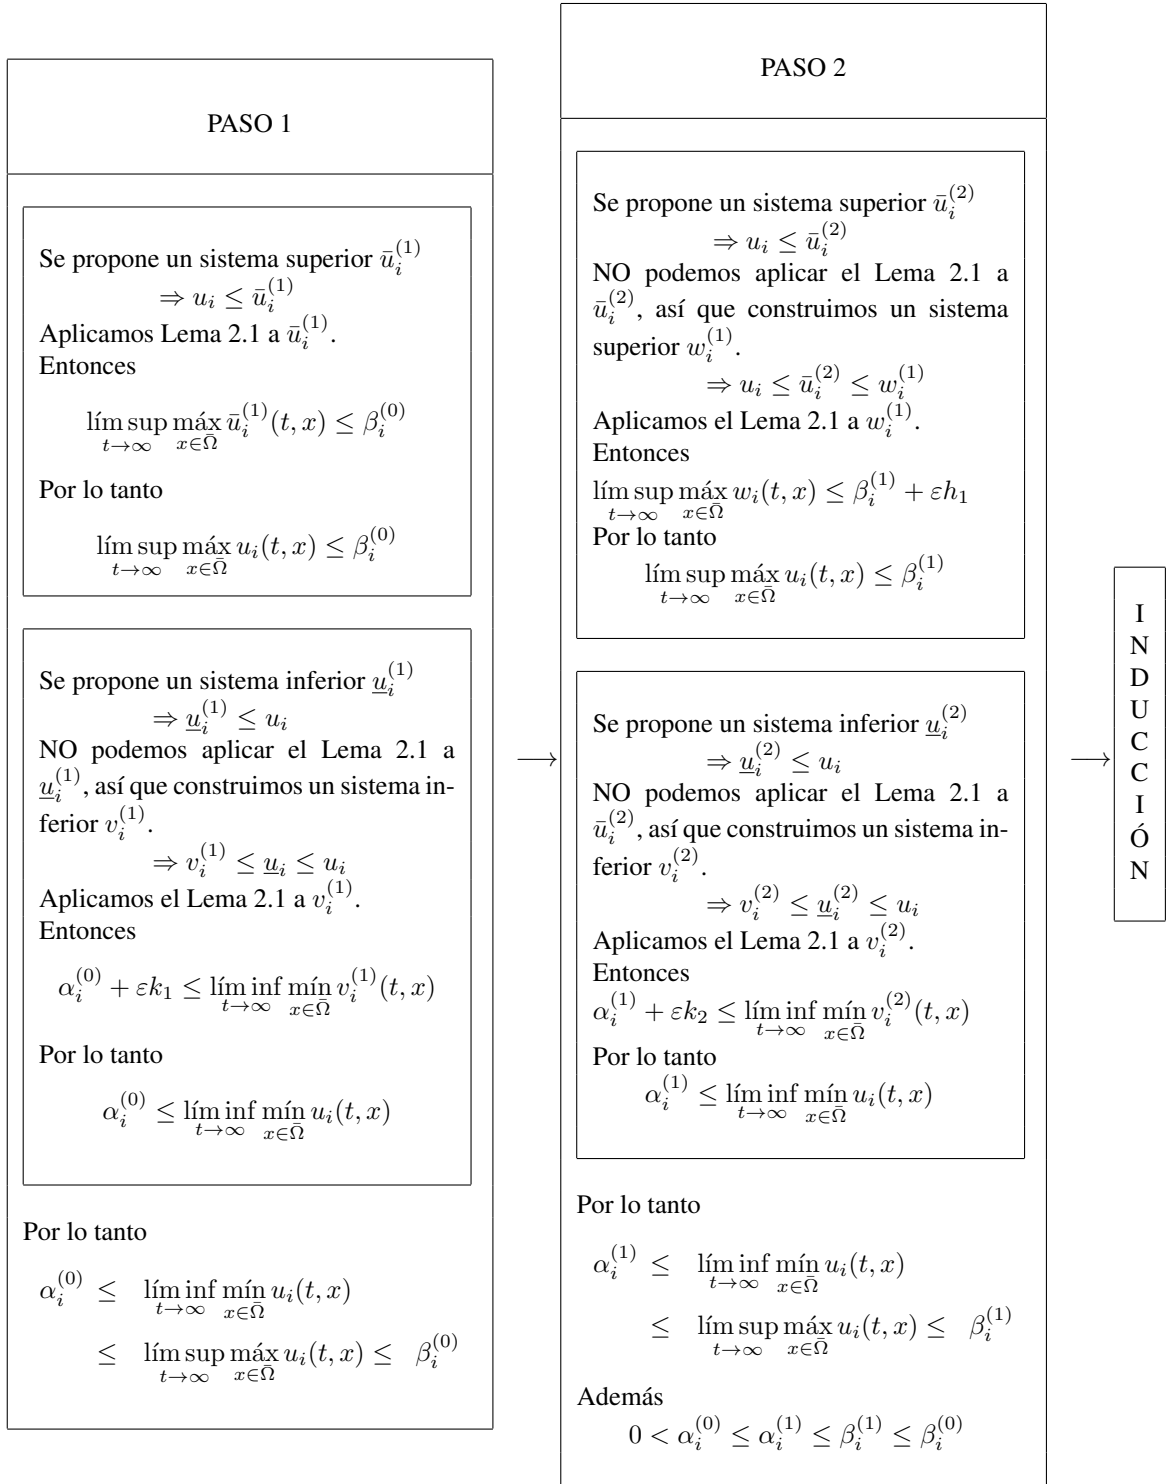 PASO 1
Se propone un sistema superior $\bar{u}_i^{(1)}$
$\Rightarrow u_i \leq \bar{u}_i^{(1)}$
Aplicamos Lema 2.1 a $\bar{u}_i^{(1)}$.
Entonces
$\limsup_{t\to\infty} \max_{x\in\bar{\Omega}} \bar{u}_i^{(1)}(t,x) \leq \beta_i^{(0)}$
Por lo tanto
$\limsup_{t\to\infty} \max_{x\in\bar{\Omega}} u_i(t,x) \leq \beta_i^{(0)}$
Se propone un sistema inferior $\underline{u}_i^{(1)}$
$\Rightarrow \underline{u}_i^{(1)} \leq u_i$
NO podemos aplicar el Lema 2.1 a
$\underline{u}_i^{(1)}$, así que construimos un sistema in-
ferior $v_i^{(1)}$.
$\Rightarrow v_i^{(1)} \leq \underline{u}_i \leq u_i$
Aplicamos el Lema 2.1 a $v_i^{(1)}$.
Entonces
$\alpha_i^{(0)} + \varepsilon k_1 \leq \liminf_{t\to\infty} \min_{x\in\bar{\Omega}} v_i^{(1)}(t,x)$
Por lo tanto
$\alpha_i^{(0)} \leq \liminf_{t\to\infty} \min_{x\in\bar{\Omega}} u_i(t,x)$
Por lo tanto
$\alpha_i^{(0)} \leq \liminf_{t\to\infty} \min_{x\in\bar{\Omega}} u_i(t,x)$
$\leq \limsup_{t\to\infty} \max_{x\in\bar{\Omega}} u_i(t,x) \leq \beta_i^{(0)}$
$\longrightarrow$
PASO 2
Se propone un sistema superior $\bar{u}_i^{(2)}$
$\Rightarrow u_i \leq \bar{u}_i^{(2)}$
NO podemos aplicar el Lema 2.1 a
$\bar{u}_i^{(2)}$, así que construimos un sistema
superior $w_i^{(1)}$.
$\Rightarrow u_i \leq \bar{u}_i^{(2)} \leq w_i^{(1)}$
Aplicamos el Lema 2.1 a $w_i^{(1)}$.
Entonces
$\limsup_{t\to\infty} \max_{x\in\bar{\Omega}} w_i(t,x) \leq \beta_i^{(1)} + \varepsilon h_1$
Por lo tanto
$\limsup_{t\to\infty} \max_{x\in\bar{\Omega}} u_i(t,x) \leq \beta_i^{(1)}$
Se propone un sistema inferior $\underline{u}_i^{(2)}$
$\Rightarrow \underline{u}_i^{(2)} \leq u_i$
NO podemos aplicar el Lema 2.1 a
$\bar{u}_i^{(2)}$, así que construimos un sistema in-
ferior $v_i^{(2)}$.
$\Rightarrow v_i^{(2)} \leq \underline{u}_i^{(2)} \leq u_i$
Aplicamos el Lema 2.1 a $v_i^{(2)}$.
Entonces
$\alpha_i^{(1)} + \varepsilon k_2 \leq \liminf_{t\to\infty} \min_{x\in\bar{\Omega}} v_i^{(2)}(t,x)$
Por lo tanto
$\alpha_i^{(1)} \leq \liminf_{t\to\infty} \min_{x\in\bar{\Omega}} u_i(t,x)$
Por lo tanto
$\alpha_i^{(1)} \leq \liminf_{t\to\infty} \min_{x\in\bar{\Omega}} u_i(t,x)$
$\leq \limsup_{t\to\infty} \max_{x\in\bar{\Omega}} u_i(t,x) \leq \beta_i^{(1)}$
Además
$0 < \alpha_i^{(0)} \leq \alpha_i^{(1)} \leq \beta_i^{(1)} \leq \beta_i^{(0)}$
$\longrightarrow$
I
N
D
U
C
C
I
Ó
N